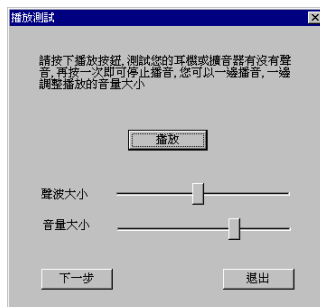 播放測試
請按下播放按鈕,測試您的耳機或擴音器有沒有聲
音,再按一次即可停止播音,您可以一邊播音,一邊
調整播放的音量大小
播放
聲波大小
音量大小
下一步
退出